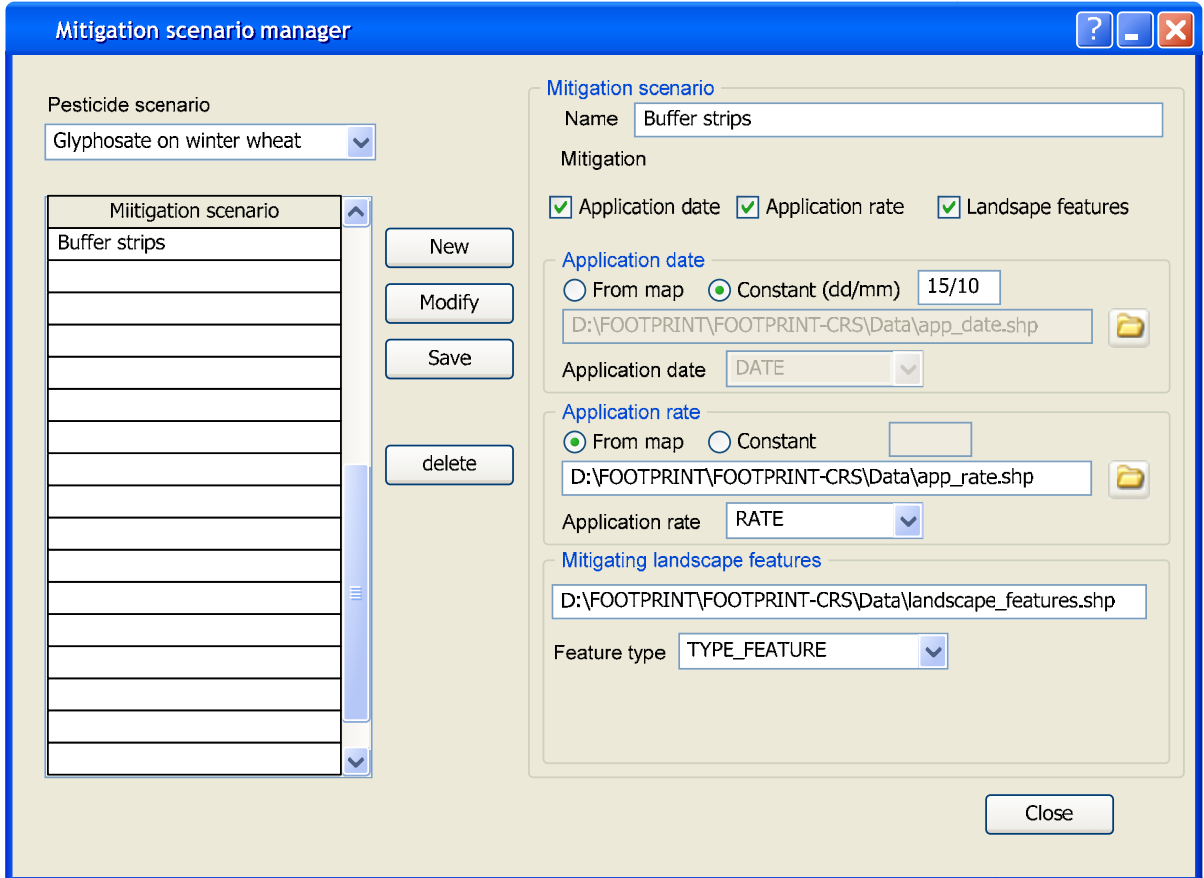 Mitigation scenario manager
?
Pesticide scenario
Glyphosate on winter wheat
Miitigation scenario
Buffer strips
New
Modify
Save
delete
Mitigation scenario
Name Buffer strips
Mitigation
Application date Application rate Landsape features
Application date
From map Constant (dd/mm) 15/10
D:\FOOTPRINT\FOOTPRINT-CRS\Data\app_date.shp
Application date DATE
Application rate
From map Constant
D:\FOOTPRINT\FOOTPRINT-CRS\Data\app_rate.shp
Application rate RATE
Mitigating landscape features
D:\FOOTPRINT\FOOTPRINT-CRS\Data\landscape_features.shp
Feature type TYPE_FEATURE
Close